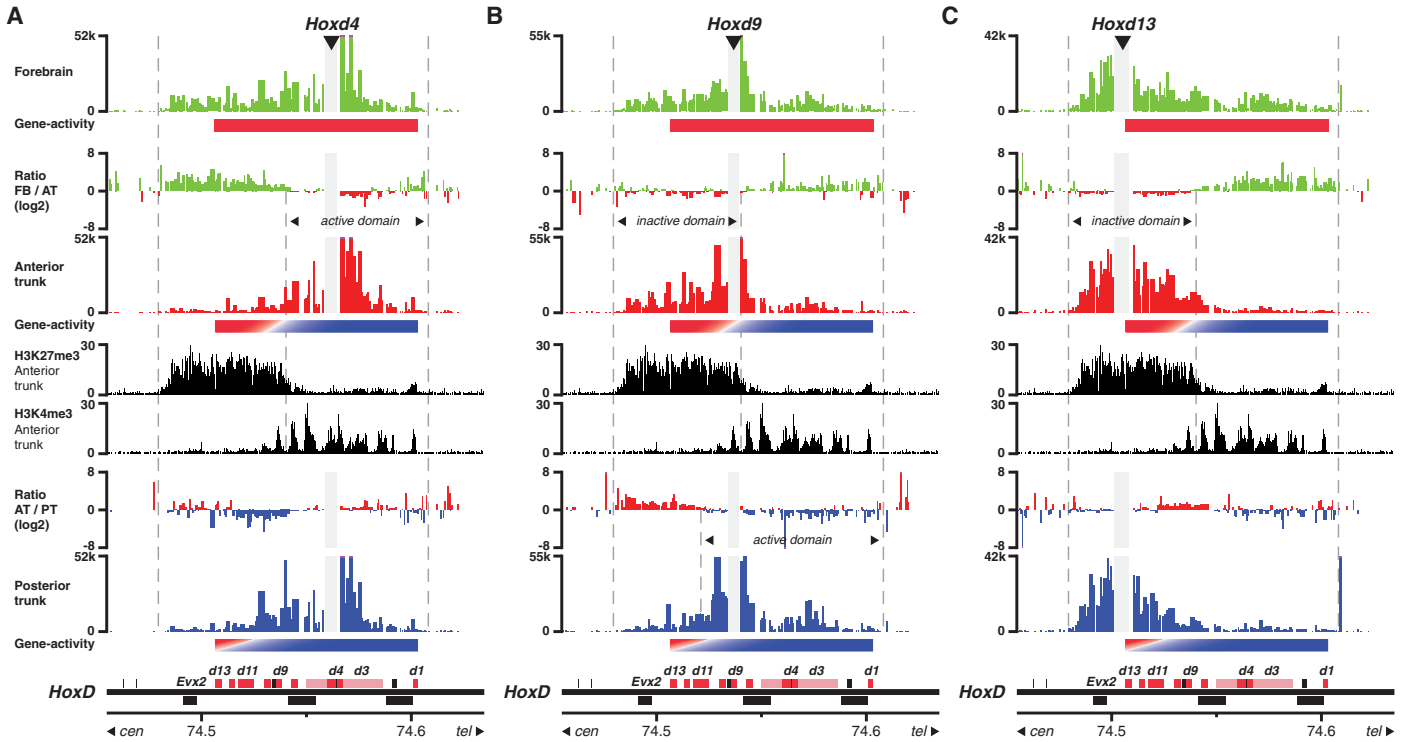 A
B
C
Hoxd4
Hoxd9
Hoxd13
Forebrain
52k
0
55k
0
42k
0
Gene-activity
Ratio
FB / AT
(log2)
8
0
-8
8
0
-8
8
0
-8
◄ active domain ►
◄ inactive domain ►
◄ inactive domain ►
Anterior
trunk
52k
0
55k
0
42k
0
Gene-activity
H3K27me3
Anterior
trunk
30
0
30
0
30
0
H3K4me3
Anterior
trunk
30
0
30
0
30
0
Ratio
AT / PT
(log2)
8
0
-8
8
0
-8
8
0
-8
◄ active domain ►
Posterior
trunk
52k
0
55k
0
42k
0
Gene-activity
HoxD
Evx2 d13 d11 d9 d4 d3 d1
◄ cen 74.5 74.6 tel ►
HoxD
Evx2 d13 d11 d9 d4 d3 d1
◄ cen 74.5 74.6 tel ►
HoxD
Evx2 d13 d11 d9 d4 d3 d1
◄ cen 74.5 74.6 tel ►